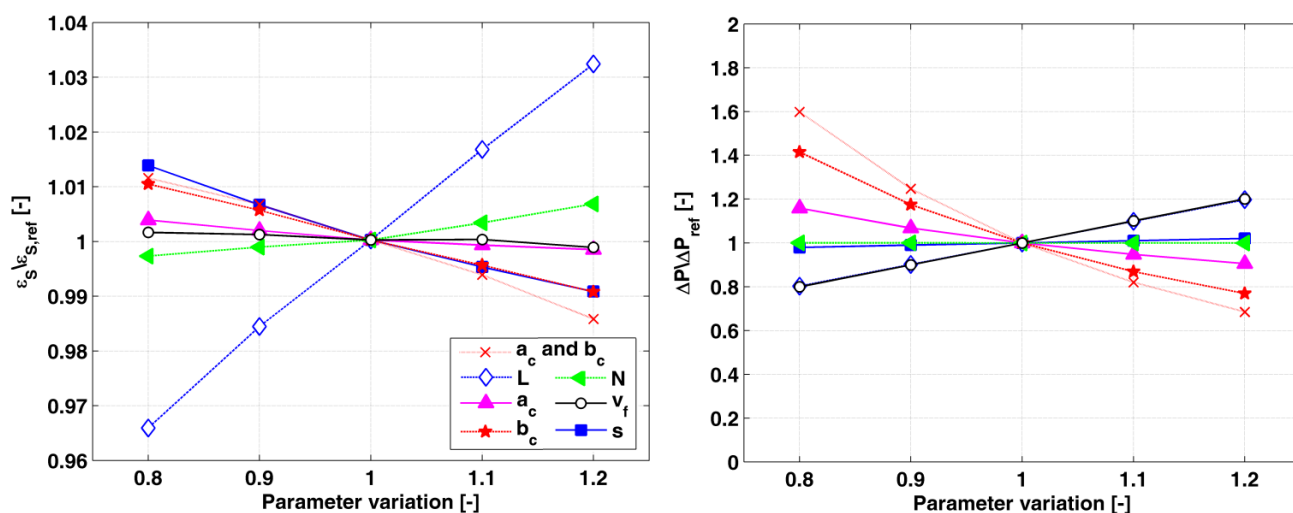 1.04
1.03
1.02
1.01
1
0.99
0.98
0.97
0.96
ε_S\ε_S,ref [-]
0.8 0.9 1 1.1 1.2
Parameter variation [-]
a_c and b_c
L N
a_c v_f
b_c s
2
1.8
1.6
1.4
1.2
1
0.8
0.6
0.4
0.2
0
ΔP\ΔP_ref [-]
0.8 0.9 1 1.1 1.2
Parameter variation [-]